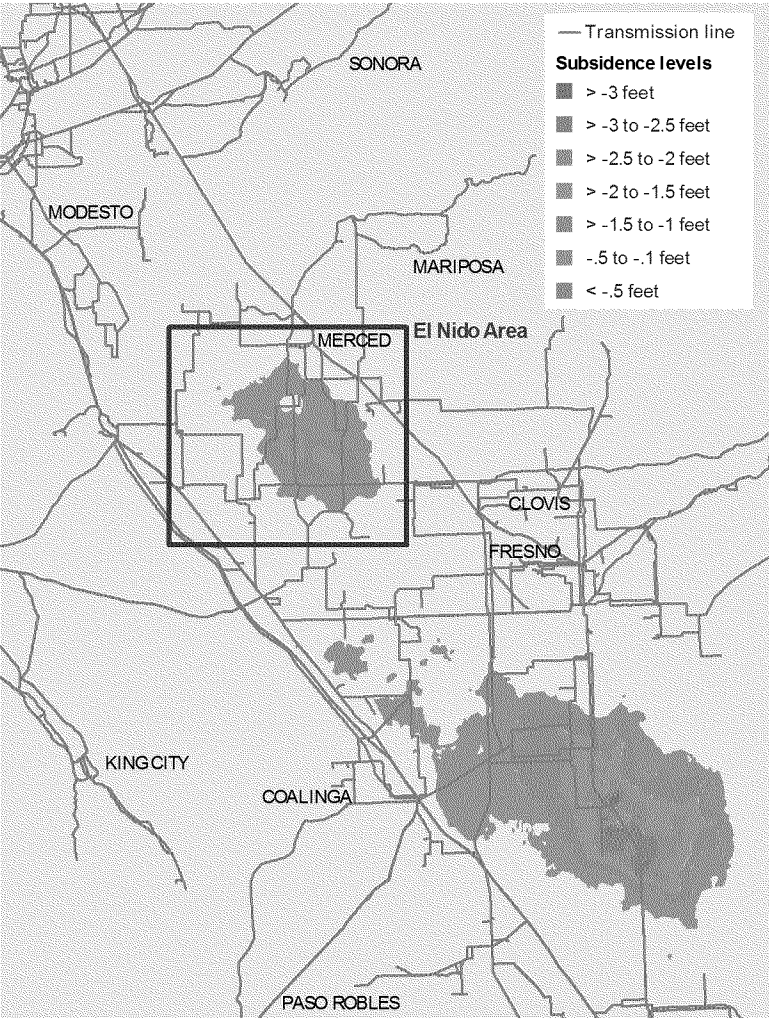 Transmission line
SONORA
Subsidence levels
> -3 feet
> -3 to -2.5 feet
> -2.5 to -2 feet
> -2 to -1.5 feet
MODESTO
> -1.5 to -1 feet
-.5 to -.1 feet
MARIPOSA
< -.5 feet
El Nido Area
MERCED
CLOVIS
FRESNO
KING CITY
COALINGA
Kings
PASO ROBLES